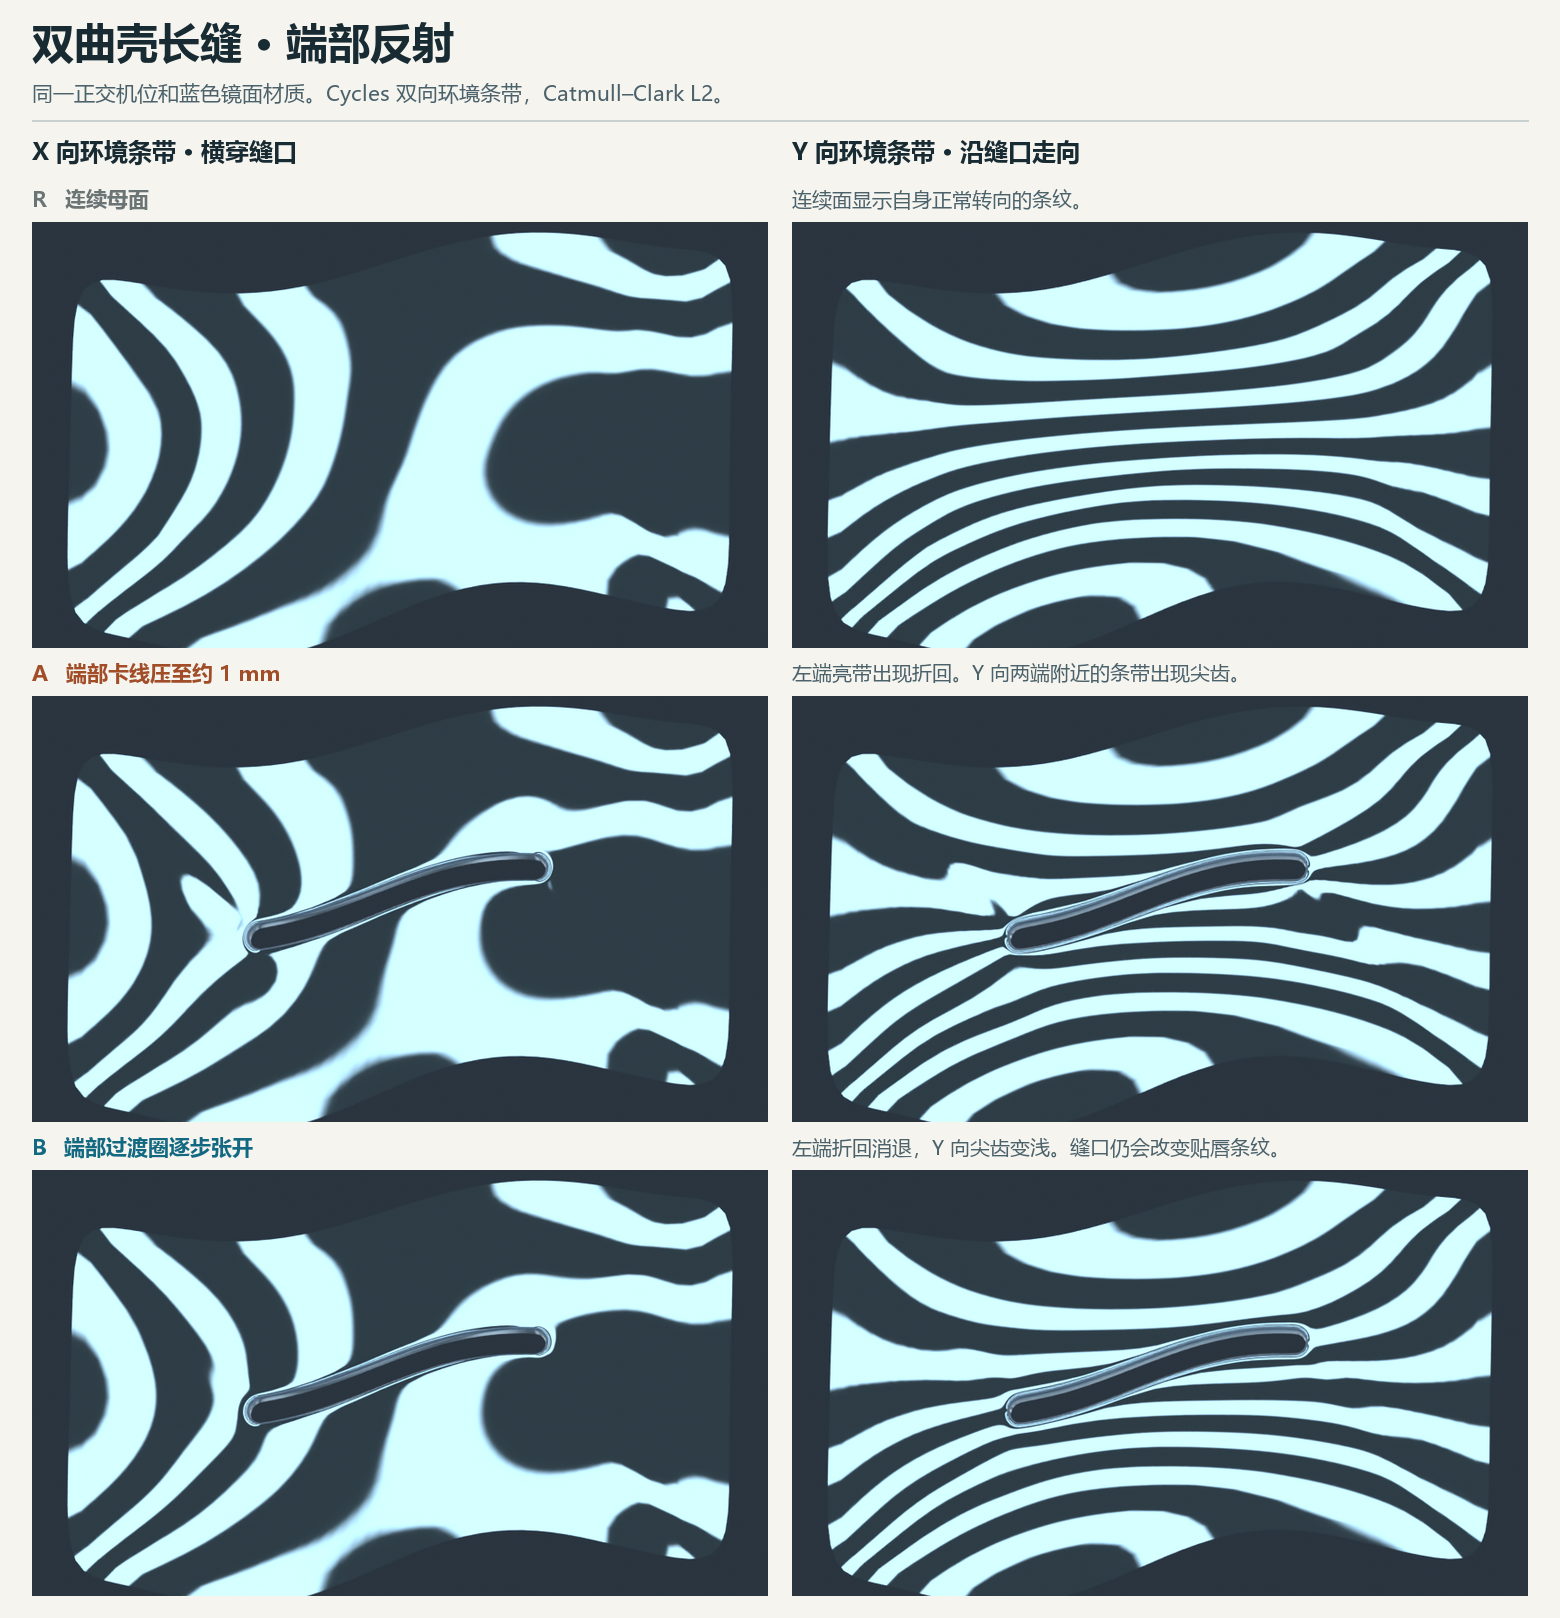 双曲壳长缝・端部反射
同一正交机位和蓝色镜面材质。Cycles 双向环境条带，Catmull–Clark L2。
X 向环境条带・横穿缝口
Y 向环境条带・沿缝口走向
R 连续母面
连续面显示自身正常转向的条纹。
A 端部卡线压至约 1 mm
左端亮带出现折回。Y 向两端附近的条带出现尖齿。
B 端部过渡圈逐步张开
左端折回消退，Y 向尖齿变浅。缝口仍会改变贴唇条纹。